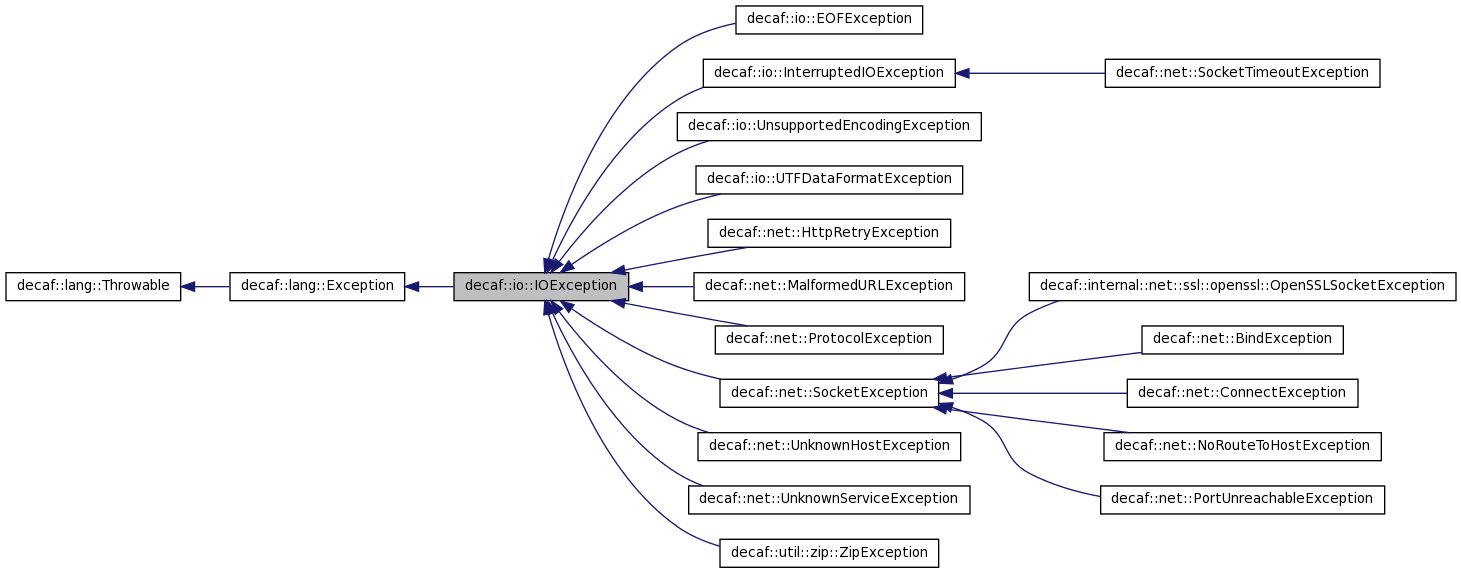 decaf::io::EOFException
decaf::io::InterruptedIOException
decaf::net::SocketTimeoutException
decaf::io::UnsupportedEncodingException
decaf::io::UTFDataFormatException
decaf::net::HttpRetryException
decaf::lang::Throwable
decaf::lang::Exception
decaf::io::IOException
decaf::net::MalformedURLException
decaf::internal::net::ssl::openssl::OpenSSLSocketException
decaf::net::ProtocolException
decaf::net::BindException
decaf::net::SocketException
decaf::net::ConnectException
decaf::net::UnknownHostException
decaf::net::NoRouteToHostException
decaf::net::UnknownServiceException
decaf::net::PortUnreachableException
decaf::util::zip::ZipException